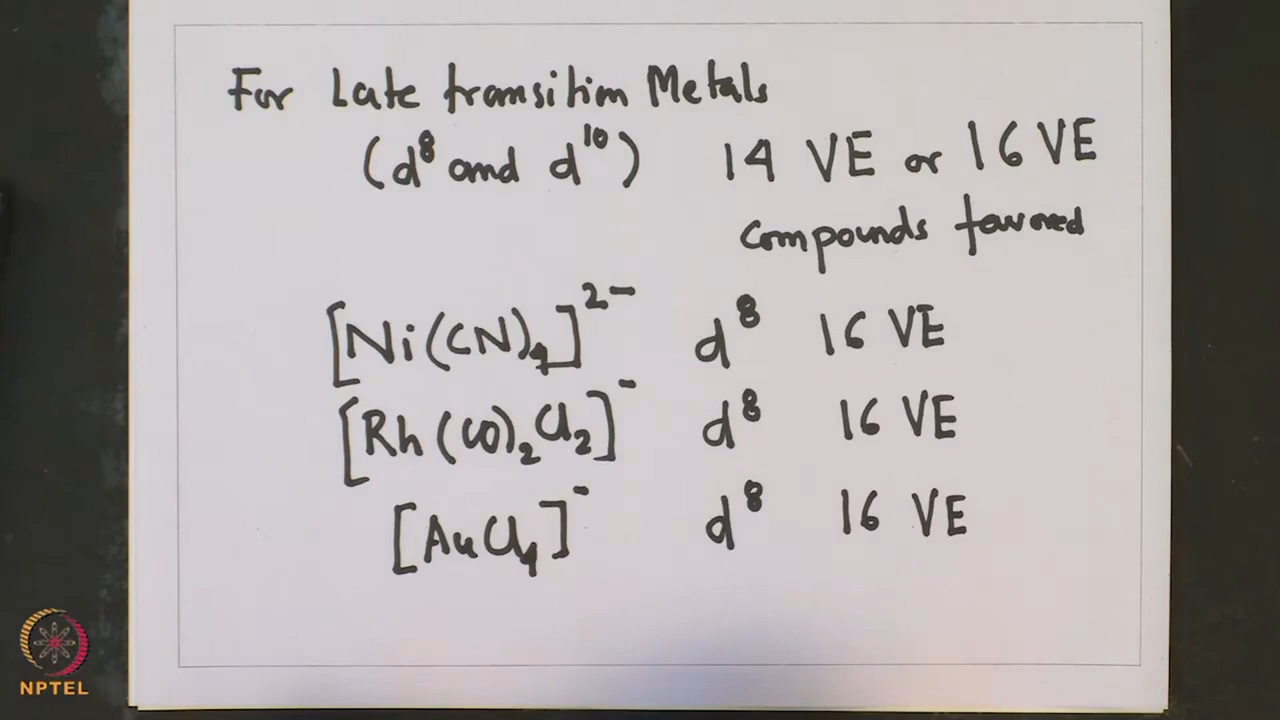 For Late transition Metals
(d⁸ and d¹⁰) 14 VE or 16 VE
compounds favored
[Ni(CN)₄]²⁻ d⁸ 16 VE
[Rh(CO)₂Cl₂]⁻ d⁸ 16 VE
[AuCl₄]⁻ d⁸ 16 VE
NPTEL